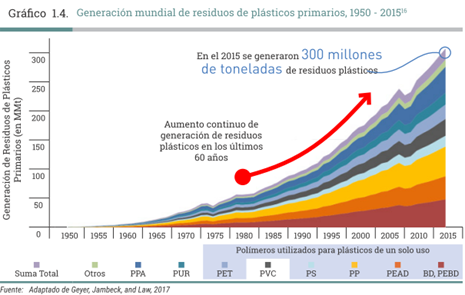 Gráfico 1.4. Generación mundial de residuos de plásticos primarios, 1950 - 2015¹⁶
En el 2015 se generaron 300 millones
de toneladas de residuos plásticos
Aumento continuo de
generación de residuos
plásticos en los últimos
60 años
Generación de Residuos de Plásticos
Primarios (en MMt)
300
250
200
150
100
50
0
1950 1955 1960 1965 1970 1975 1980 1985 1990 1995 2000 2005 2010 2015
Polímeros utilizados para plásticos de un solo uso
Suma Total Otros PPA PUR PET PVC PS PP PEAD BD, PEBD
Fuente: Adaptado de Geyer, Jambeck, and Law, 2017